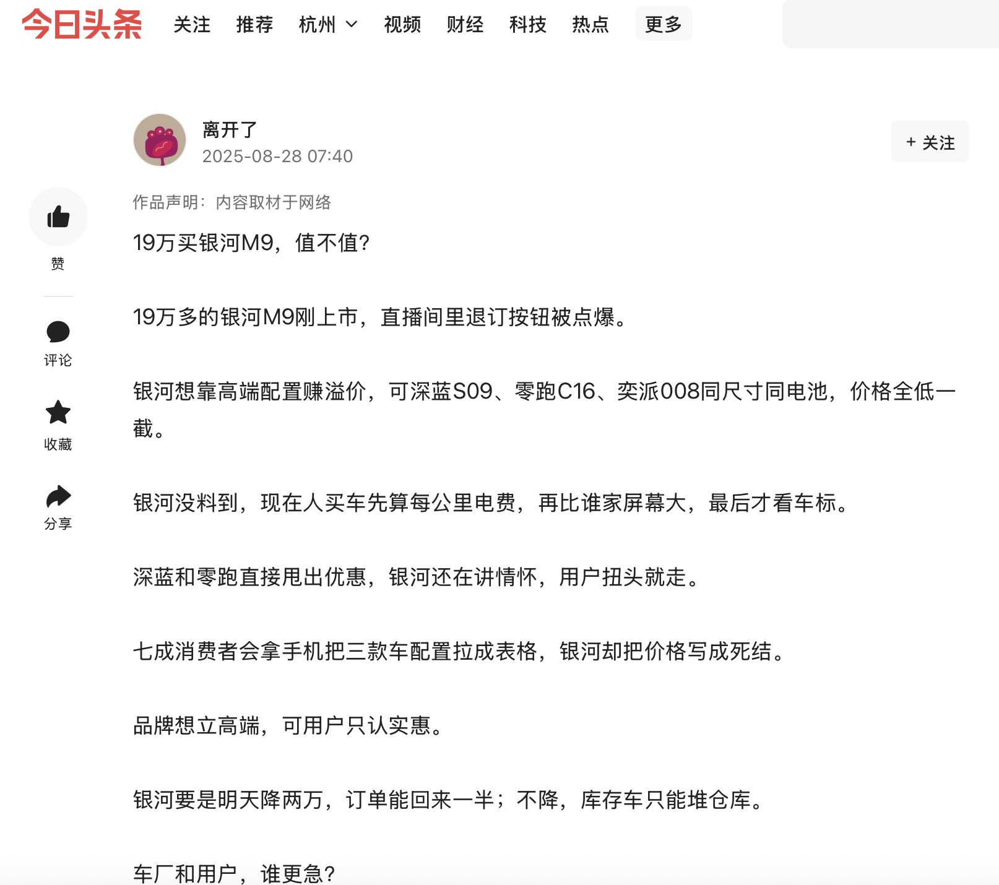 今日头条 关注 推荐 杭州 视频 财经 科技 热点 更多
离开了
2025-08-28 07:40
+ 关注
作品声明：内容取材于网络
19万买银河M9，值不值?
19万多的银河M9刚上市，直播间里退订按钮被点爆。
银河想靠高端配置赚溢价，可深蓝S09、零跑C16、奕派008同尺寸同电池，价格全低一
截。
银河没料到，现在人买车先算每公里电费，再比谁家屏幕大，最后才看车标。
深蓝和零跑直接甩出优惠，银河还在讲情怀，用户扭头就走。
七成消费者会拿手机把三款车配置拉成表格，银河却把价格写成死结。
品牌想立高端，可用户只认实惠。
银河要是明天降两万，订单能回来一半；不降，库存车只能堆仓库。
车厂和用户，谁更急?
赞
评论
收藏
分享